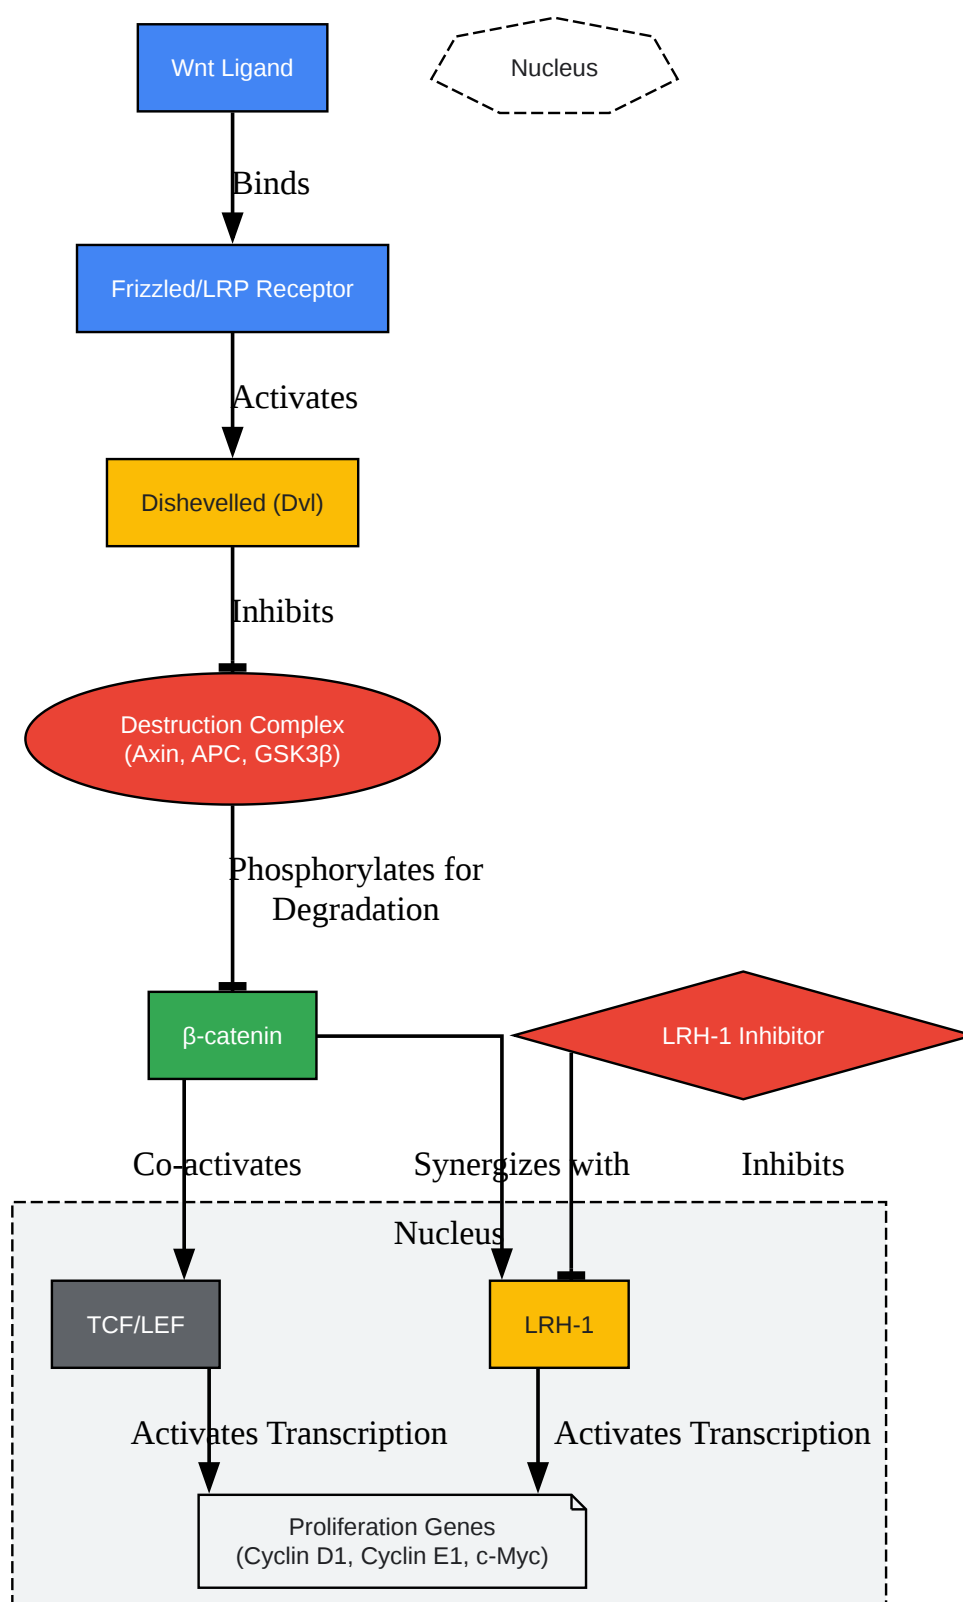 Wnt Ligand
Nucleus
Binds
Frizzled/LRP Receptor
Activates
Dishevelled (Dvl)
Inhibits
Destruction Complex
(Axin, APC, GSK3β)
Phosphorylates for
Degradation
β-catenin
LRH-1 Inhibitor
Co-activates
Synergizes with
Inhibits
Nucleus
TCF/LEF
LRH-1
Activates Transcription
Activates Transcription
Proliferation Genes
(Cyclin D1, Cyclin E1, c-Myc)